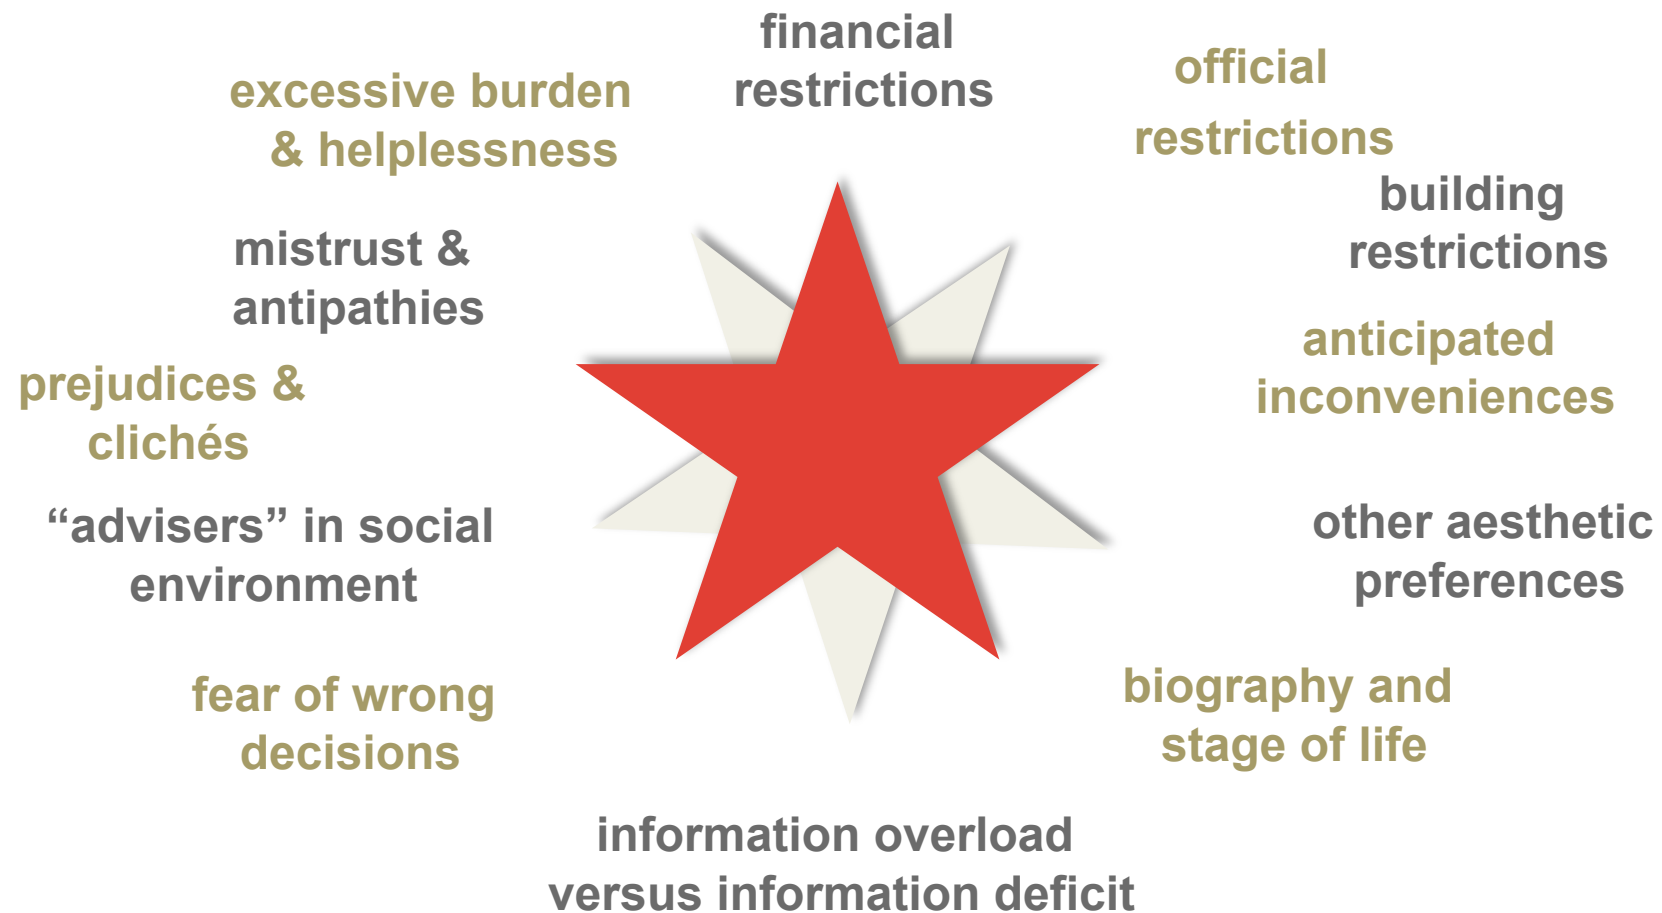 financial
restrictions
official
restrictions
building
restrictions
anticipated
inconveniences
other aesthetic
preferences
biography and
stage of life
information overload
versus information deficit
fear of wrong
decisions
“advisers” in social
environment
prejudices &
clichés
mistrust &
antipathies
excessive burden
& helplessness